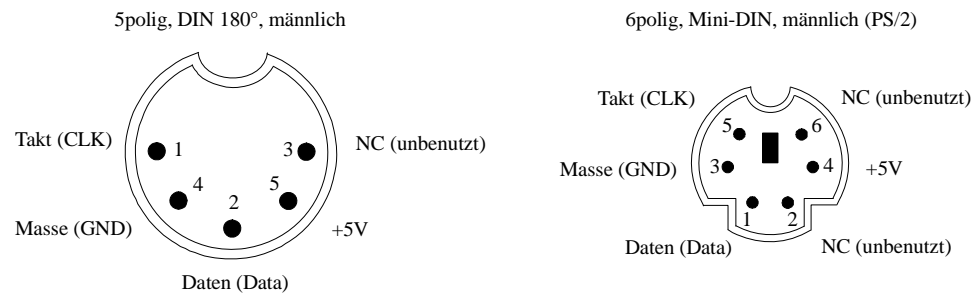 5polig, DIN 180°, männlich
Takt (CLK)
1
3
NC (unbenutzt)
4
2
5
Masse (GND)
+5V
Daten (Data)
6polig, Mini-DIN, männlich (PS/2)
Takt (CLK)
NC (unbenutzt)
5
6
Masse (GND)
3
4
+5V
1
2
Daten (Data)
NC (unbenutzt)